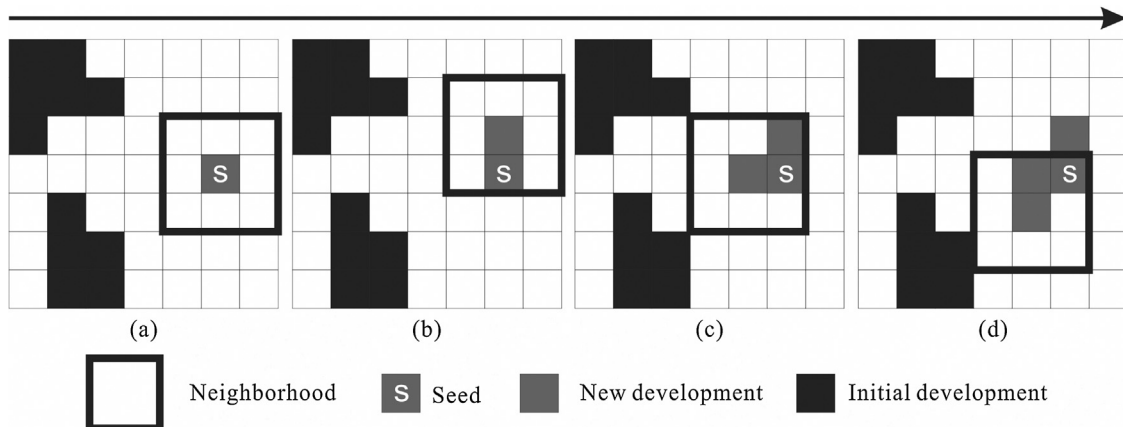 S
S
S
S
(a)
(b)
(c)
(d)
Neighborhood
S Seed
New development
Initial development